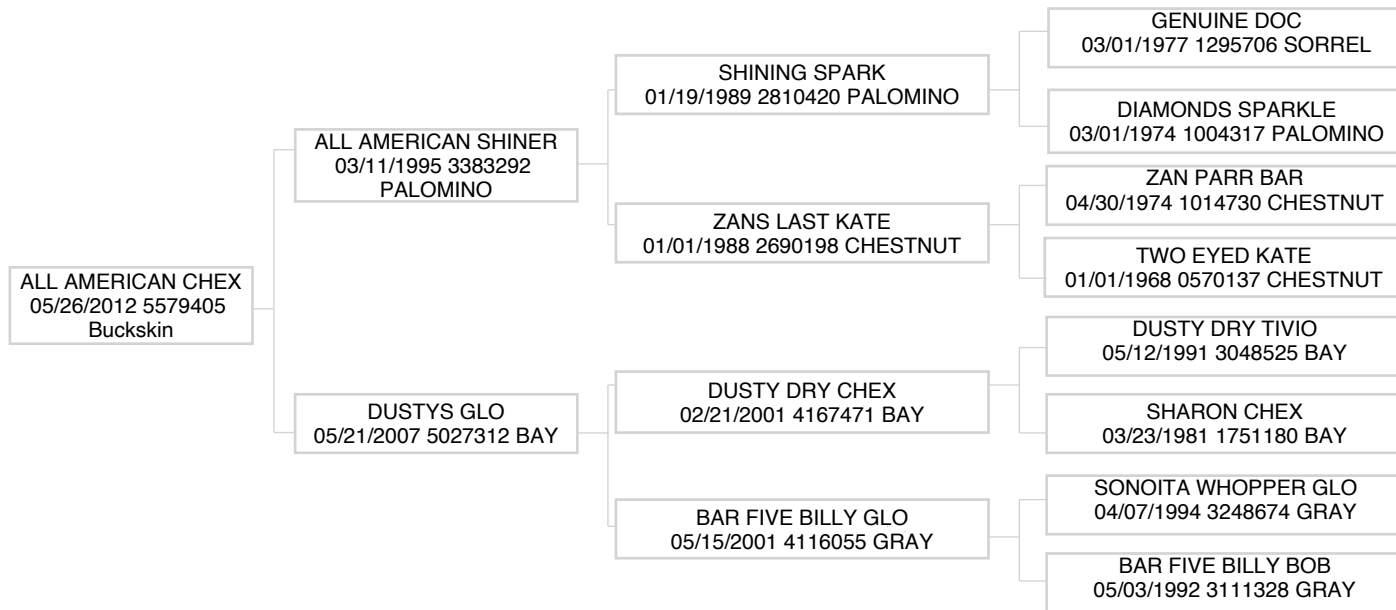 ALL AMERICAN CHEX
05/26/2012 5579405
Buckskin
ALL AMERICAN SHINER
03/11/1995 3383292
PALOMINO
DUSTYS GLO
05/21/2007 5027312 BAY
SHINING SPARK
01/19/1989 2810420 PALOMINO
ZANS LAST KATE
01/01/1988 2690198 CHESTNUT
DUSTY DRY CHEX
02/21/2001 4167471 BAY
BAR FIVE BILLY GLO
05/15/2001 4116055 GRAY
GENUINE DOC
03/01/1977 1295706 SORREL
DIAMONDS SPARKLE
03/01/1974 1004317 PALOMINO
ZAN PARR BAR
04/30/1974 1014730 CHESTNUT
TWO EYED KATE
01/01/1968 0570137 CHESTNUT
DUSTY DRY TIVIO
05/12/1991 3048525 BAY
SHARON CHEX
03/23/1981 1751180 BAY
SONOITA WHOPPER GLO
04/07/1994 3248674 GRAY
BAR FIVE BILLY BOB
05/03/1992 3111328 GRAY